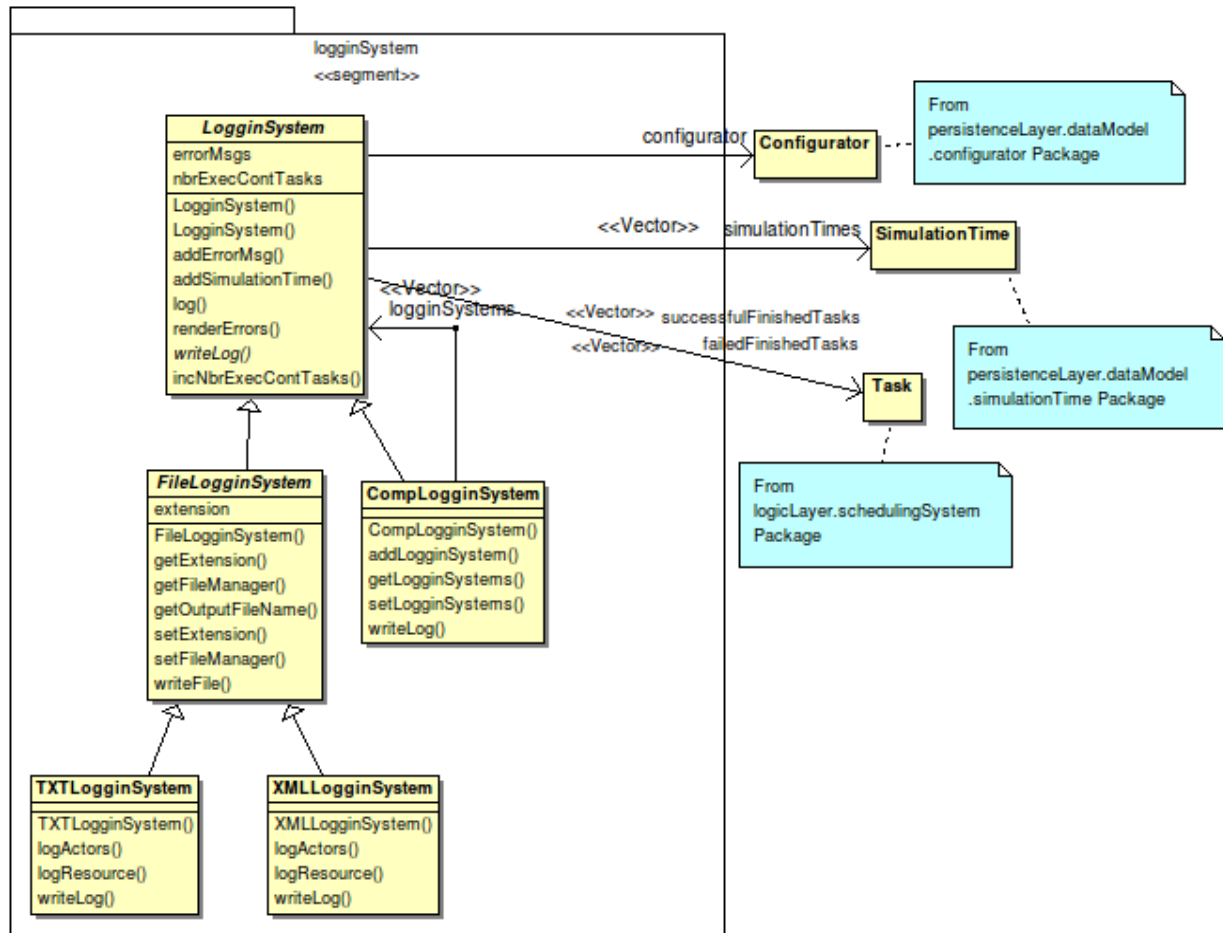 logginSystem
<<segment>>
LogginSystem
errorMsgs
nbrExecContTasks
LogginSystem()
LogginSystem()
addErrorMsg()
addSimulationTime()
log()
renderErrors()
writeLog()
incNbrExecContTasks()
configurator
Configurator
From
persistenceLayer.dataModel
.configurator Package
<<Vector>>
simulationTimes
SimulationTime
<<Vector>>
logginSystems
<<Vector>>
successfulFinishedTasks
<<Vector>>
failedFinishedTasks
Task
From
persistenceLayer.dataModel
.simulationTime Package
From
logicLayer.schedulingSystem
Package
FileLogginSystem
extension
FileLogginSystem()
getExtension()
getFileManager()
getOutputFileName()
setExtension()
setFileManager()
writeFile()
CompLogginSystem
CompLogginSystem()
addLogginSystem()
getLogginSystems()
setLogginSystems()
writeLog()
TXTLogginSystem
TXTLogginSystem()
logActors()
logResource()
writeLog()
XMLLogginSystem
XMLLogginSystem()
logActors()
logResource()
writeLog()